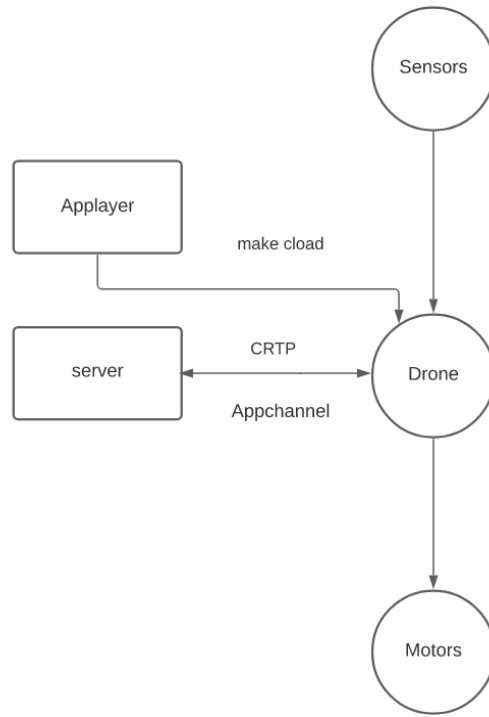 Sensors
Applayer
make cload
CRTP
server
Drone
Appchannel
Motors